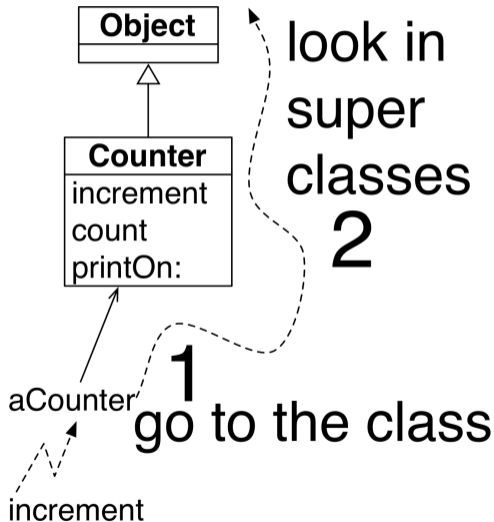 Object
look in
super
classes
2
Counter
increment
count
printOn:
1
aCounter
go to the class
increment